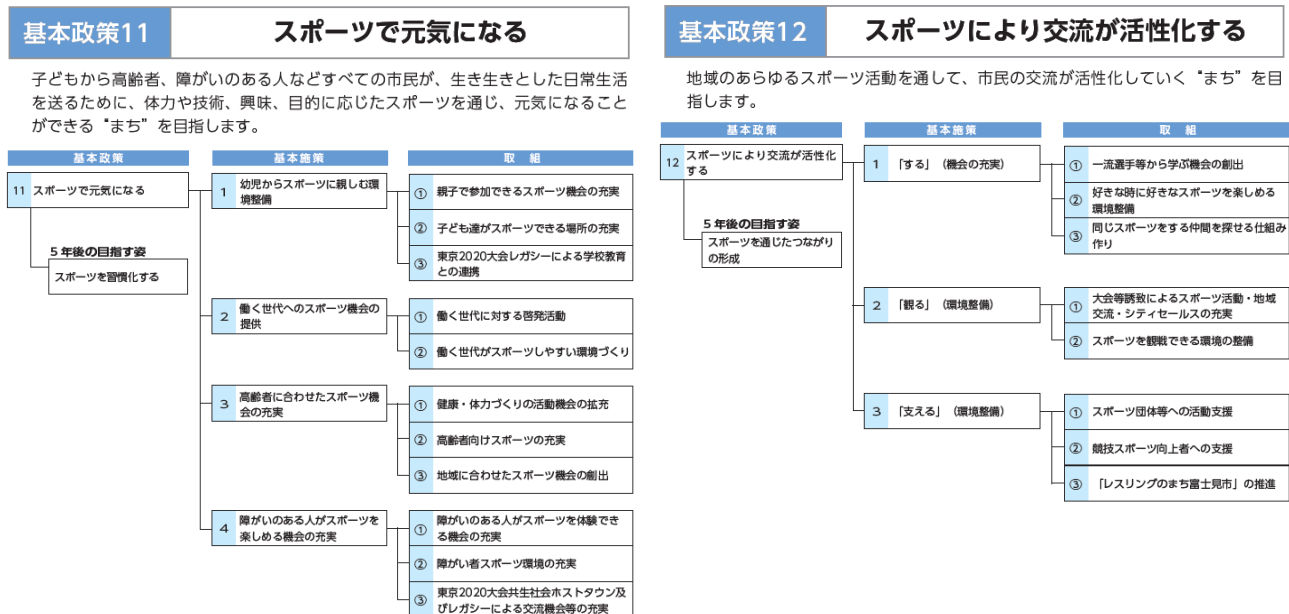 基本政策11
スポーツで元気になる
子どもから高齢者、障がいのある人などすべての市民が、生き生きとした日常生活
を送るために、体力や技術、興味、目的に応じたスポーツを通じ、元気になること
ができる“まち”を目指します。
基本政策
基本施策
取 組
11 スポーツで元気になる
5年後の目指す姿
スポーツを習慣化する
1 幼児からスポーツに親しむ環
境整備
① 親子で参加できるスポーツ機会の充実
② 子ども達がスポーツできる場所の充実
③ 東京2020大会レガシーによる学校教育
との連携
2 働く世代へのスポーツ機会の
提供
① 働く世代に対する啓発活動
② 働く世代がスポーツしやすい環境づくり
3 高齢者に合わせたスポーツ機
会の充実
① 健康・体力づくりの活動機会の拡充
② 高齢者向けスポーツの充実
③ 地域に合わせたスポーツ機会の創出
4 障がいのある人がスポーツを
楽しめる機会の充実
① 障がいのある人がスポーツを体験でき
る機会の充実
② 障がい者スポーツ環境の充実
③ 東京2020大会共生社会ホストタウン及
びレガシーによる交流機会等の充実
基本政策12
スポーツにより交流が活性化する
地域のあらゆるスポーツ活動を通して、市民の交流が活性化していく“まち”を目
指します。
基本政策
基本施策
取 組
12 スポーツにより交流が活性化
する
5年後の目指す姿
スポーツを通じたつながり
の形成
1 「する」（機会の充実）
① 一流選手等から学ぶ機会の創出
② 好きな時に好きなスポーツを楽しめる
環境整備
③ 同じスポーツをする仲間を探せる仕組み
作り
2 「観る」（環境整備）
① 大会等誘致によるスポーツ活動・地域
交流・シティセールスの充実
② スポーツを観戦できる環境の整備
3 「支える」（環境整備）
① スポーツ団体等への活動支援
② 競技スポーツ向上者への支援
③ 「レスリングのまち富士見市」の推進